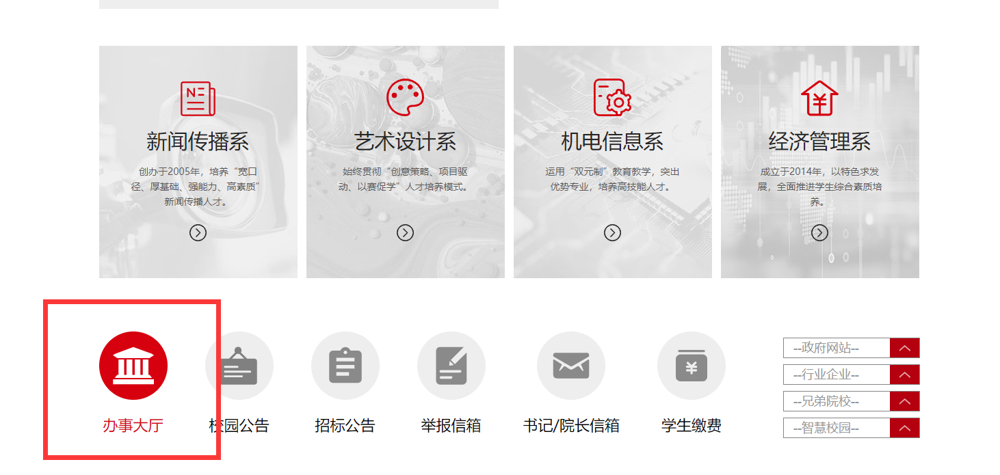 新闻传播系
创办于2005年，培养“宽口
径、厚基础、强能力、高素质”
新闻传播人才。
艺术设计系
始终贯彻“创意策略、项目驱
动、以赛促学”人才培养模式。
机电信息系
运用“双元制”教育教学，突出
优势专业，培养高技能人才。
经济管理系
成立于2014年，以特色求发
展，全面推进学生综合素质培
养。
办事大厅
校园公告
招标公告
举报信箱
书记/院长信箱
学生缴费
--政府网站--
--行业企业--
--兄弟院校--
--智慧校园--